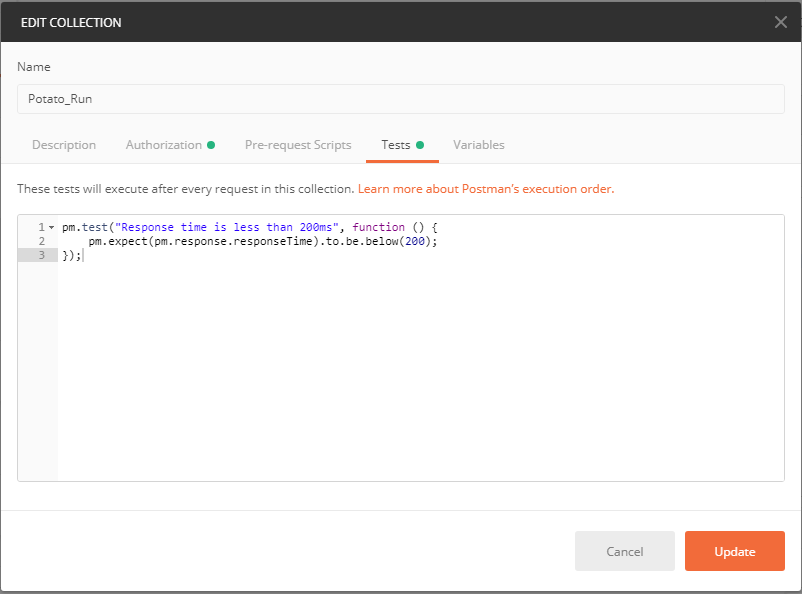 EDIT COLLECTION
Name
Potato_Run
Description Authorization Pre-request Scripts Tests Variables
These tests will execute after every request in this collection. Learn more about Postman's execution order.
1 pm.test("Response time is less than 200ms", function () {
2     pm.expect(pm.response.responseTime).to.be.below(200);
3 });
Cancel Update